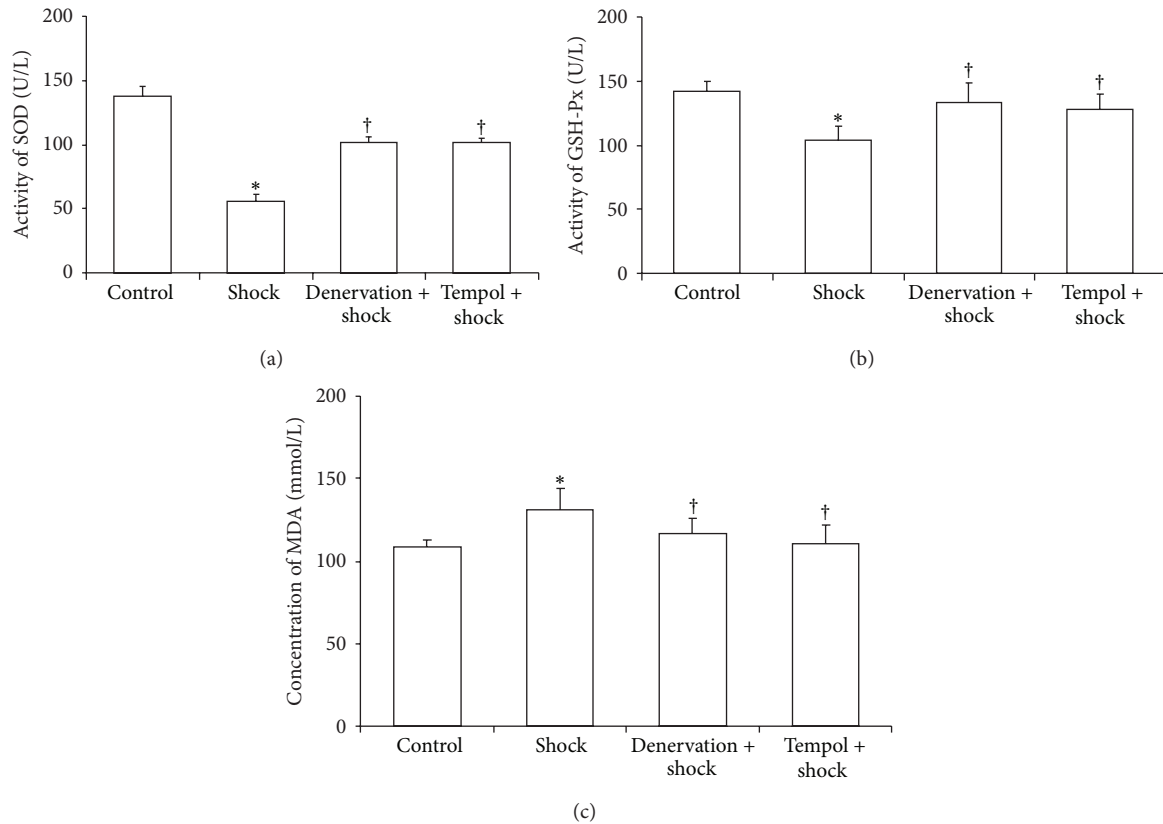 Activity of SOD (U/L)
200
150
100
50
0
*
†
†
Control
Shock
Denervation +
shock
Tempol +
shock
(a)
Activity of GSH-Px (U/L)
200
150
100
50
0
*
†
†
Control
Shock
Denervation +
shock
Tempol +
shock
(b)
Concentration of MDA (mmol/L)
200
150
100
50
0
*
†
†
Control
Shock
Denervation +
shock
Tempol +
shock
(c)